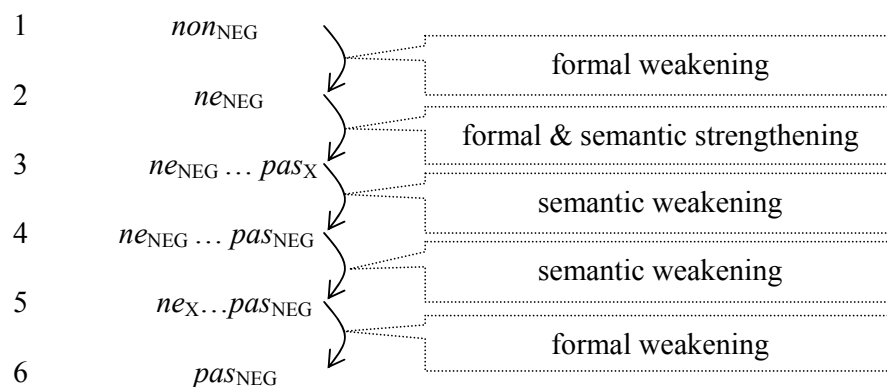 1 non_NEG
formal weakening
2 ne_NEG
formal & semantic strengthening
3 ne_NEG … pas_X
semantic weakening
4 ne_NEG … pas_NEG
semantic weakening
5 ne_X…pas_NEG
formal weakening
6 pas_NEG